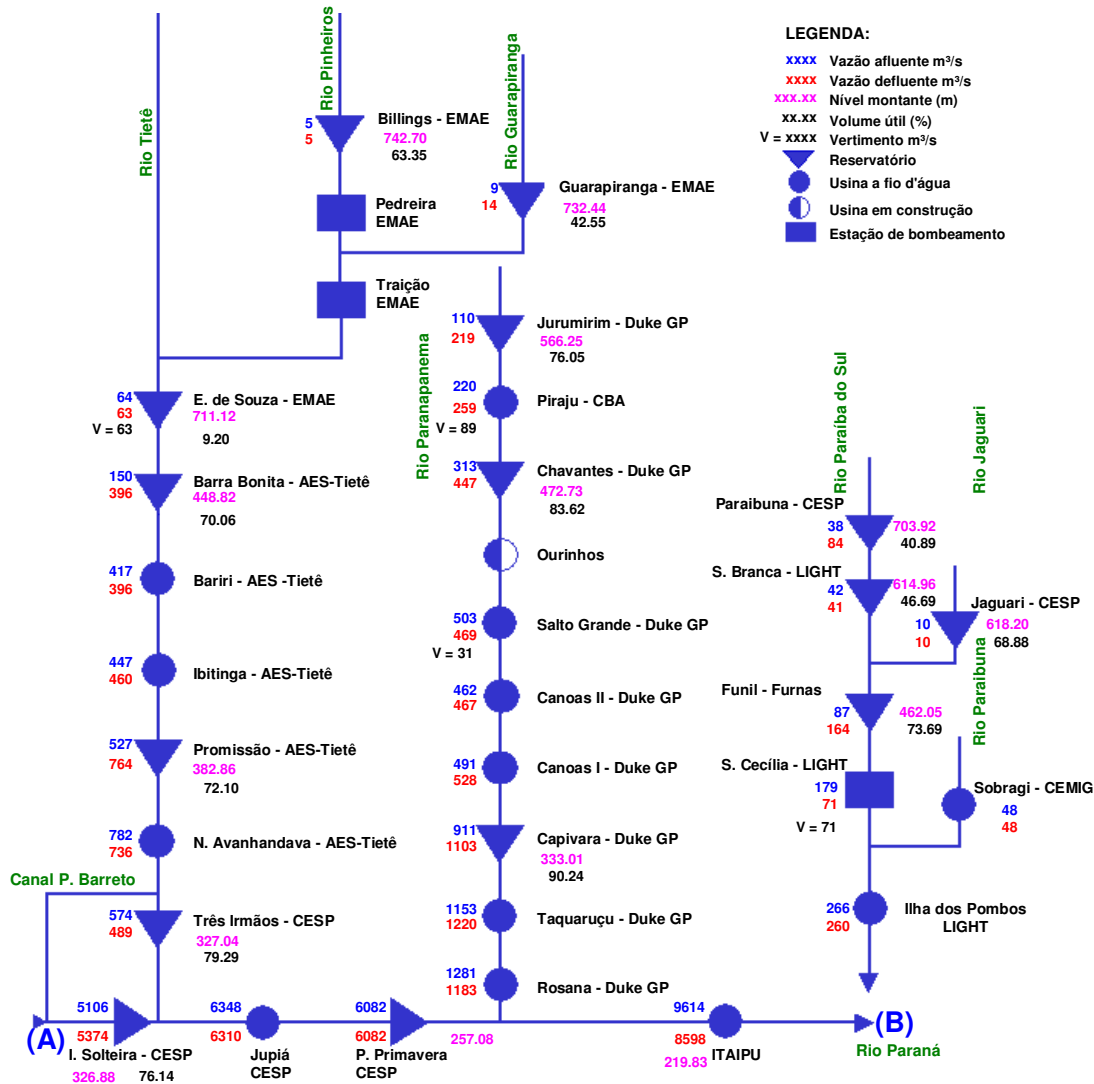 LEGENDA:
xxxx Vazão afluente m³/s
xxxx Vazão defluente m³/s
xxx.xx Nível montante (m)
xx.xx Volume útil (%)
V = xxxx Vertimento m³/s
Reservatório
Usina a fio d'água
Usina em construção
Estação de bombeamento
Rio Tietê
Rio Pinheiros
Rio Guarapiranga
5
5
Billings - EMAE
742.70
63.35
Pedreira
EMAE
9
14
Guarapiranga - EMAE
732.44
42.55
Traição
EMAE
64
63
V = 63
E. de Souza - EMAE
711.12
9.20
150
396
Barra Bonita - AES-Tietê
448.82
70.06
417
396
Bariri - AES -Tietê
447
460
Ibitinga - AES-Tietê
527
764
Promissão - AES-Tietê
382.86
72.10
782
736
N. Avanhandava - AES-Tietê
Canal P. Barreto
574
489
Três Irmãos - CESP
327.04
79.29
Rio Paranapanema
110
219
Jurumirim - Duke GP
566.25
76.05
220
259
V = 89
Piraju - CBA
313
447
Chavantes - Duke GP
472.73
83.62
Ourinhos
503
469
V = 31
Salto Grande - Duke GP
462
467
Canoas II - Duke GP
491
528
Canoas I - Duke GP
911
1103
Capivara - Duke GP
333.01
90.24
1153
1220
Taquaruçu - Duke GP
1281
1183
Rosana - Duke GP
Rio Paraíba do Sul
Rio Jaguari
Paraibuna - CESP
38
84
703.92
40.89
S. Branca - LIGHT
42
41
614.96
46.69
Jaguari - CESP
10
10
618.20
68.88
Rio Paraibuna
Funil - Furnas
87
164
462.05
73.69
S. Cecília - LIGHT
179
71
V = 71
Sobragi - CEMIG
48
48
266
260
Ilha dos Pombos
LIGHT
(A)
5106
5374
I. Solteira - CESP
326.88 76.14
6348
6310
Jupiá
CESP
6082
6082
P. Primavera
CESP
257.08
9614
8598
ITAIPU
219.83
(B)
Rio Paraná